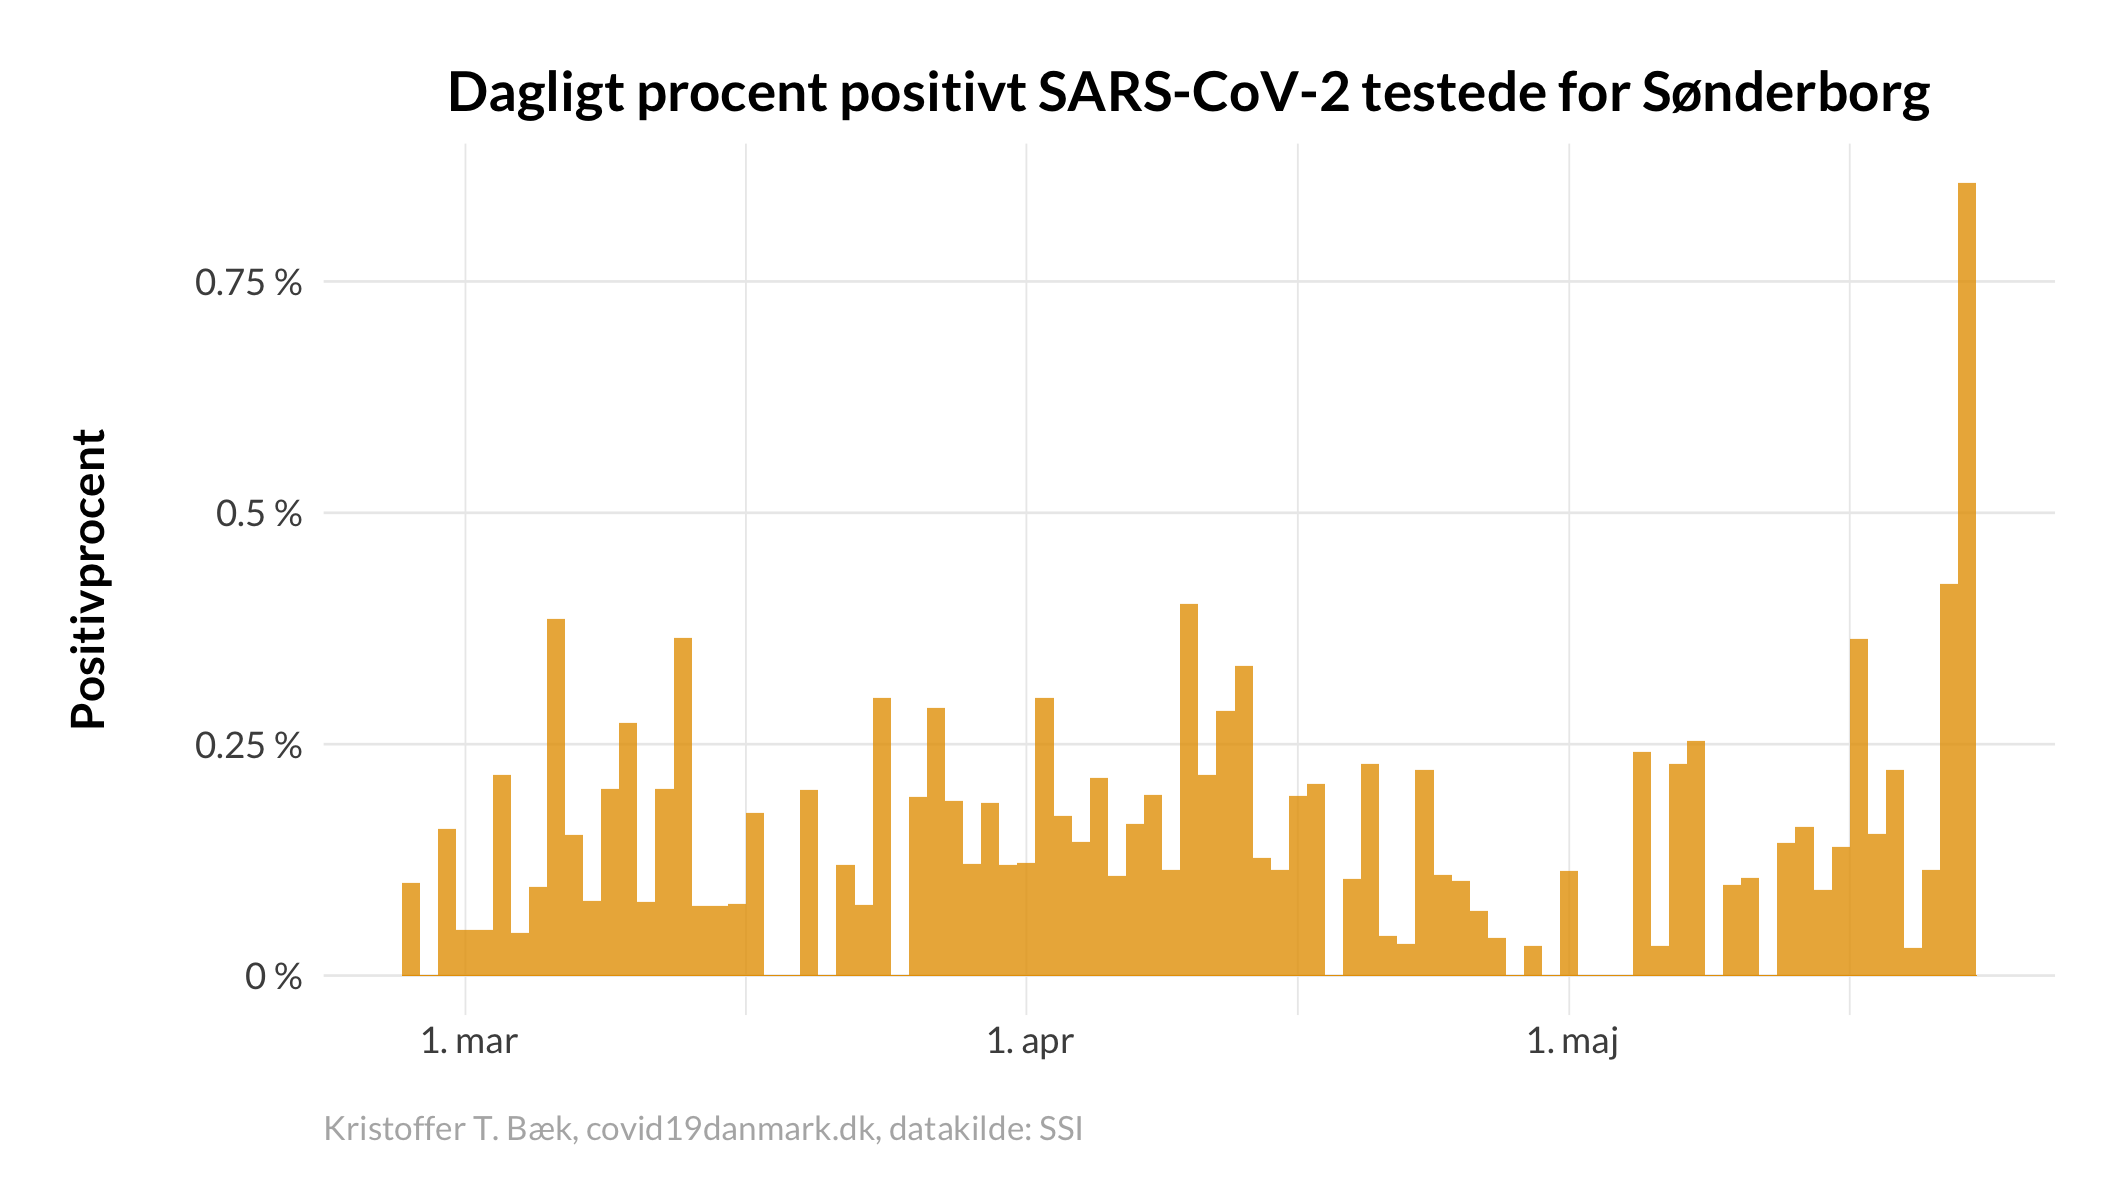 Dagligt procent positivt SARS-CoV-2 testede for Sønderborg
Positivprocent
0.75 %
0.5 %
0.25 %
0 %
1. mar
1. apr
1. maj
Kristoffer T. Bæk, covid19danmark.dk, datakilde: SSI